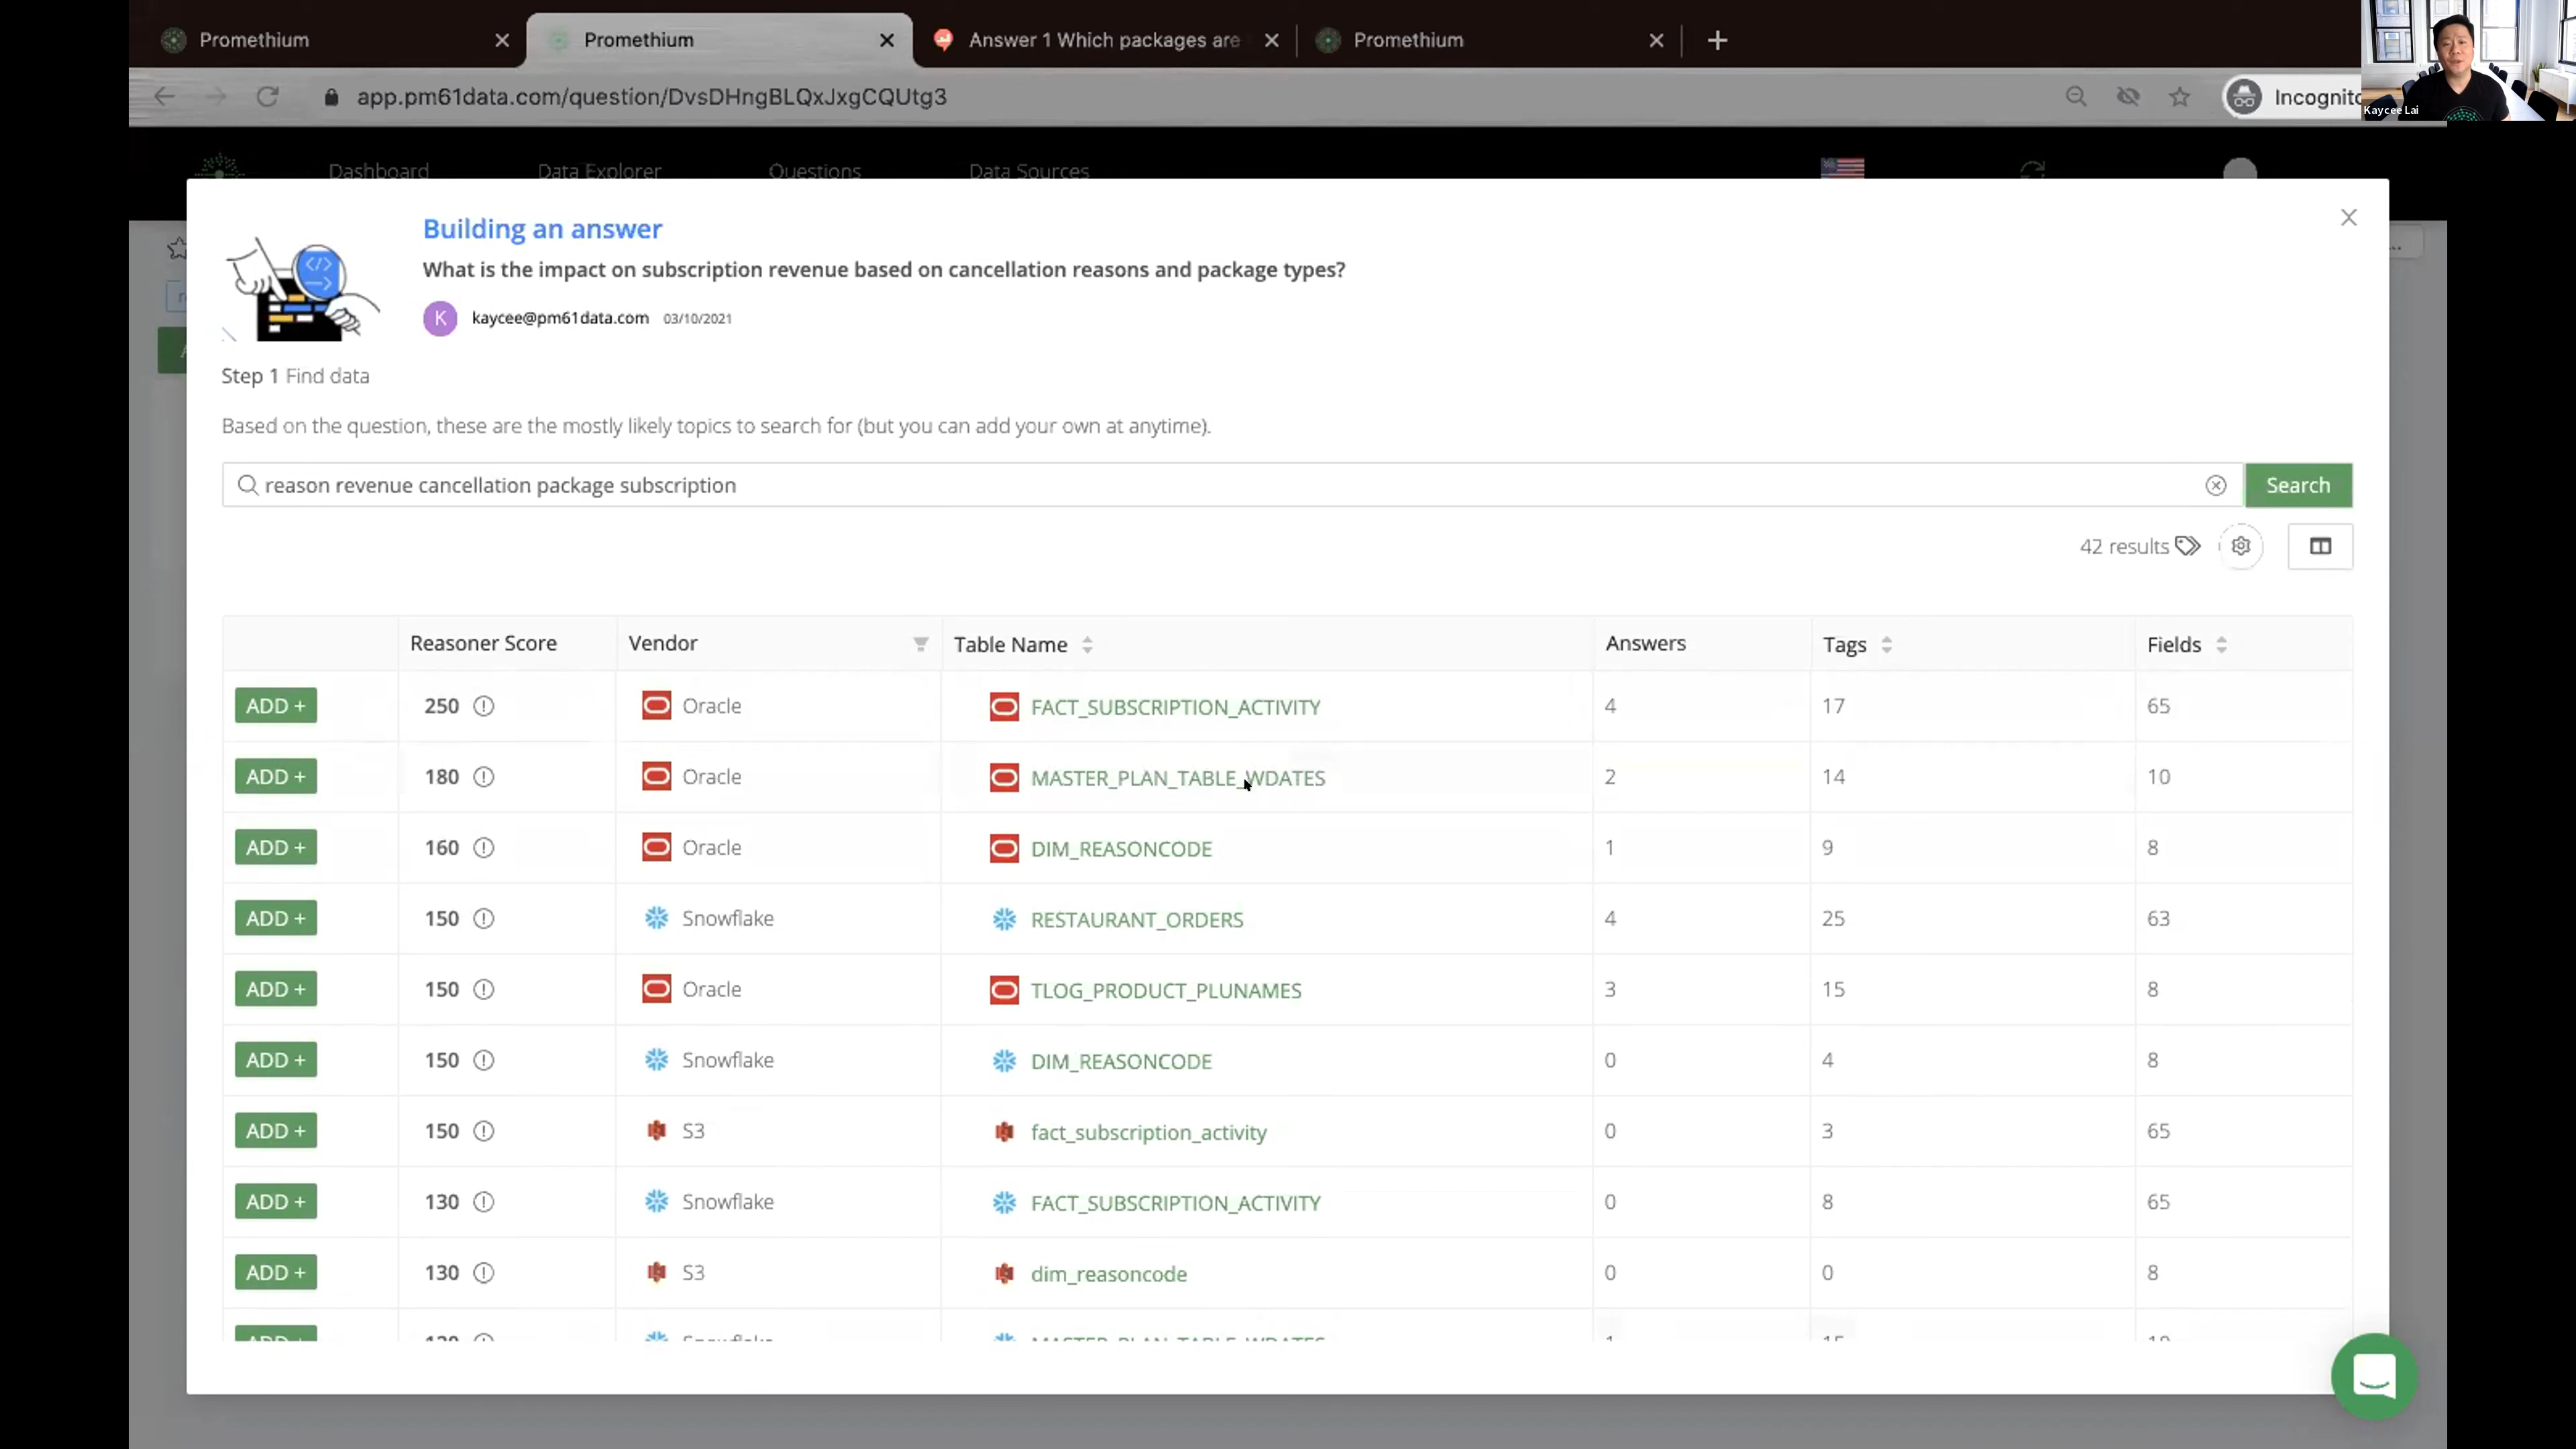 Promethium
Promethium
Answer 1 Which packages are
Promethium
app.pm61data.com/question/DvsDHngBLQxJxgCQUtg3
Incognito
Kaycee Lai
Dashboard
Data Explorer
Questions
Data Sources
Building an answer
What is the impact on subscription revenue based on cancellation reasons and package types?
K kaycee@pm61data.com 03/10/2021
Step 1 Find data
Based on the question, these are the mostly likely topics to search for (but you can add your own at anytime).
reason revenue cancellation package subscription
Search
42 results
Reasoner Score Vendor Table Name Answers Tags Fields
ADD + 250 Oracle FACT_SUBSCRIPTION_ACTIVITY 4 17 65
ADD + 180 Oracle MASTER_PLAN_TABLE_WDATES 2 14 10
ADD + 160 Oracle DIM_REASONCODE 1 9 8
ADD + 150 Snowflake RESTAURANT_ORDERS 4 25 63
ADD + 150 Oracle TLOG_PRODUCT_PLUNAMES 3 15 8
ADD + 150 Snowflake DIM_REASONCODE 0 4 8
ADD + 150 S3 fact_subscription_activity 0 3 65
ADD + 130 Snowflake FACT_SUBSCRIPTION_ACTIVITY 0 8 65
ADD + 130 S3 dim_reasoncode 0 0 8
ADD + Snowflake MASTER_PLAN_TABLE_WDATES